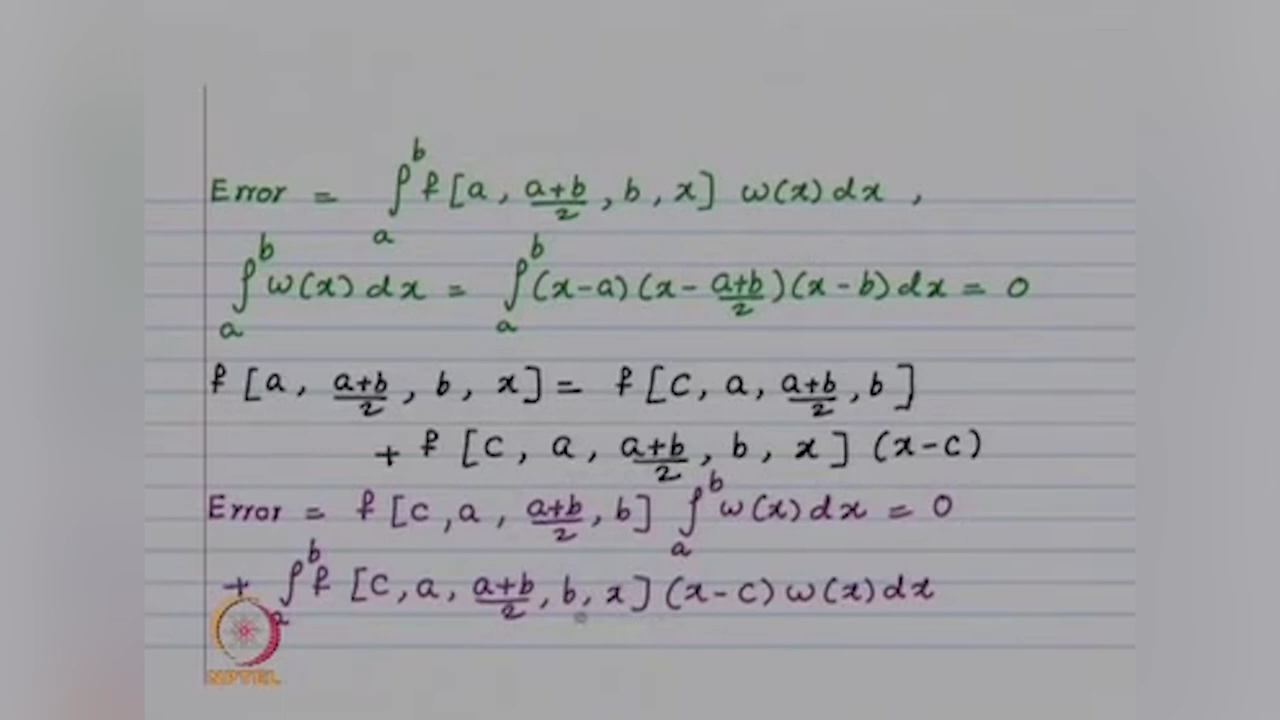 Error = ∫_a^b f[a, (a+b)/2, b, x] w(x) dx,
∫_a^b w(x) dx = ∫_a^b (x-a)(x - (a+b)/2)(x-b) dx = 0
f[a, (a+b)/2, b, x] = f[c, a, (a+b)/2, b]
+ f[c, a, (a+b)/2, b, x] (x-c)
Error = f[c, a, (a+b)/2, b] ∫_a^b w(x) dx = 0
+ ∫_a^b f[c, a, (a+b)/2, b, x] (x-c) w(x) dx
NPTEL